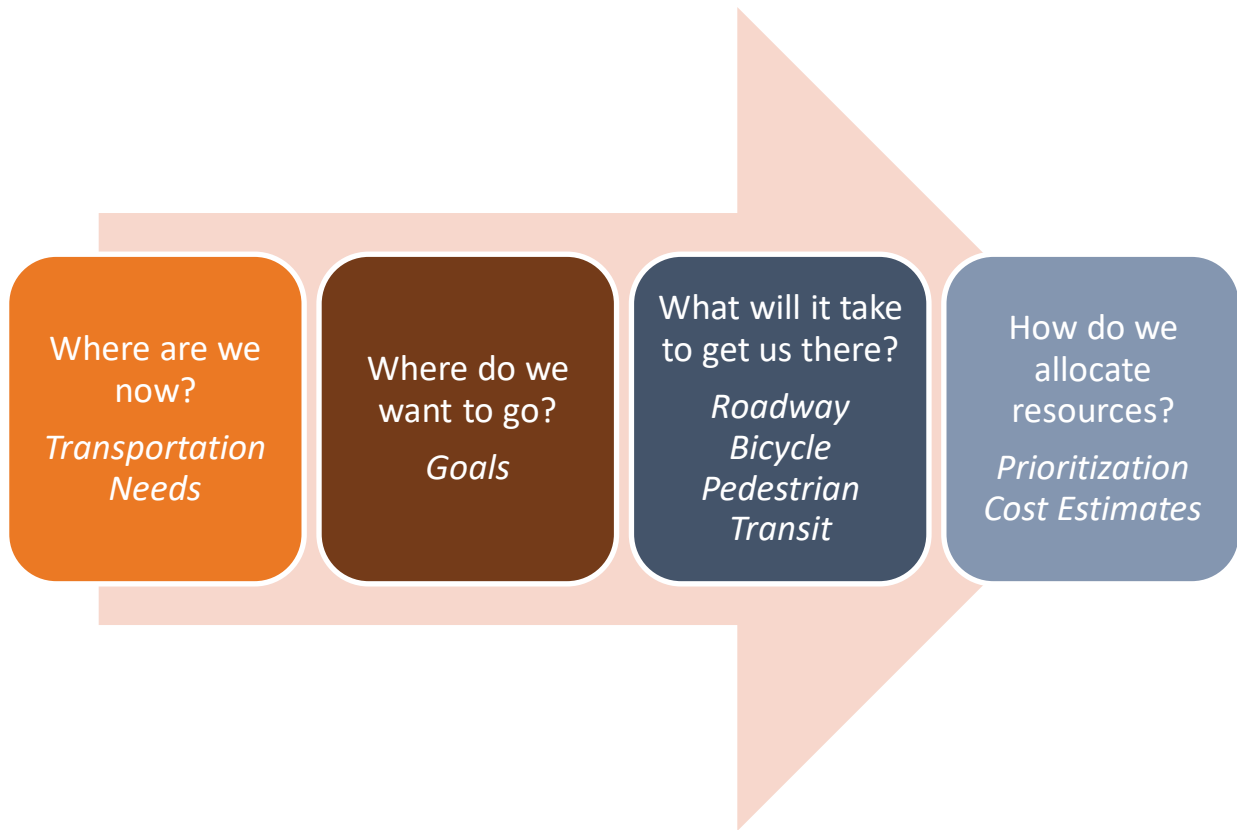 Where are we
now?
Transportation
Needs
Where do we
want to go?
Goals
What will it take
to get us there?
Roadway
Bicycle
Pedestrian
Transit
How do we
allocate
resources?
Prioritization
Cost Estimates